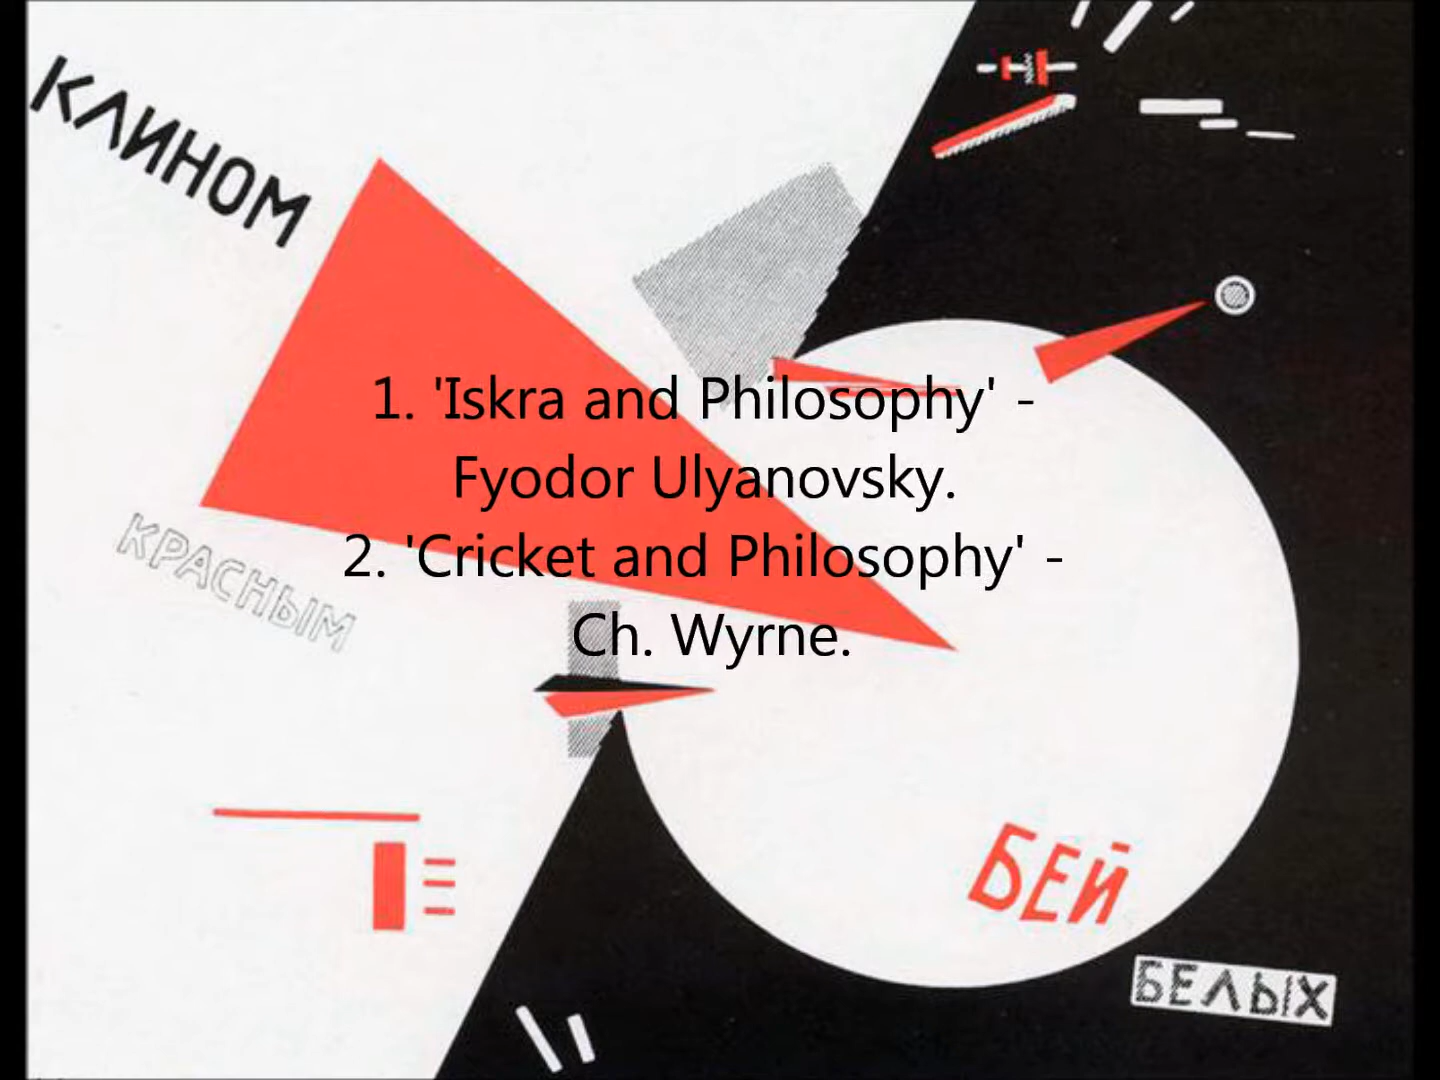 КЛИНОМ
1. 'Iskra and Philosophy' -
Fyodor Ulyanovsky.
КРАСНЫМ
2. 'Cricket and Philosophy' -
Ch. Wyrne.
БЕЙ
БЕЛЫХ